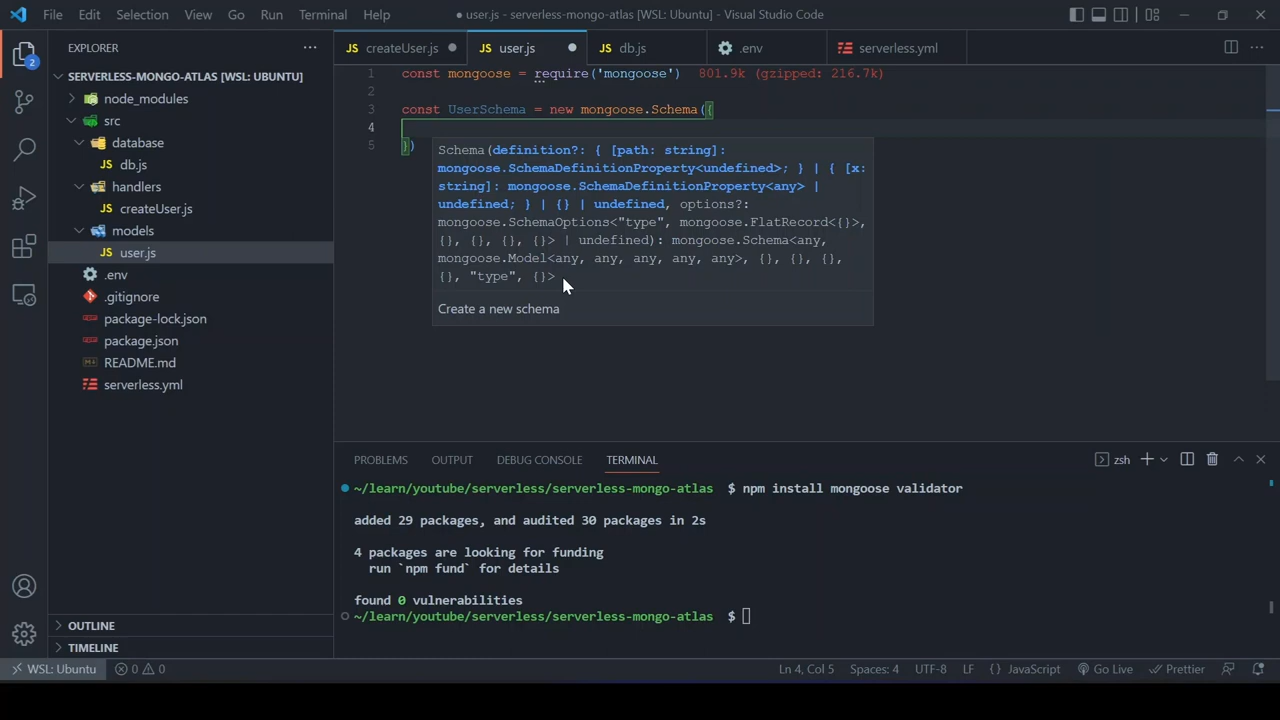 File Edit Selection View Go Run Terminal Help
● user.js - serverless-mongo-atlas [WSL: Ubuntu] - Visual Studio Code
EXPLORER
SERVERLESS-MONGO-ATLAS [WSL: UBUNTU]
node_modules
src
database
JS db.js
handlers
JS createUser.js
models
JS user.js
.env
.gitignore
package-lock.json
package.json
README.md
serverless.yml
OUTLINE
TIMELINE
2
JS createUser.js ● JS user.js ● JS db.js .env serverless.yml
1 const mongoose = require('mongoose') 801.9k (gzipped: 216.7k)
2
3 const UserSchema = new mongoose.Schema({
4
5 })
Schema(definition?: { [path: string]:
mongoose.SchemaDefinitionProperty<undefined>; } | { [x:
string]: mongoose.SchemaDefinitionProperty<any> |
undefined; } | {} | undefined, options?:
mongoose.SchemaOptions<"type", mongoose.FlatRecord<{}>,
{}, {}, {}, {}> | undefined): mongoose.Schema<any,
mongoose.Model<any, any, any, any, any>, {}, {}, {},
{}, "type", {}>
Create a new schema
PROBLEMS OUTPUT DEBUG CONSOLE TERMINAL
zsh
~/learn/youtube/serverless/serverless-mongo-atlas $ npm install mongoose validator
added 29 packages, and audited 30 packages in 2s
4 packages are looking for funding
run `npm fund` for details
found 0 vulnerabilities
~/learn/youtube/serverless/serverless-mongo-atlas $
WSL: Ubuntu 0 0 Ln 4, Col 5 Spaces: 4 UTF-8 LF {} JavaScript Go Live Prettier